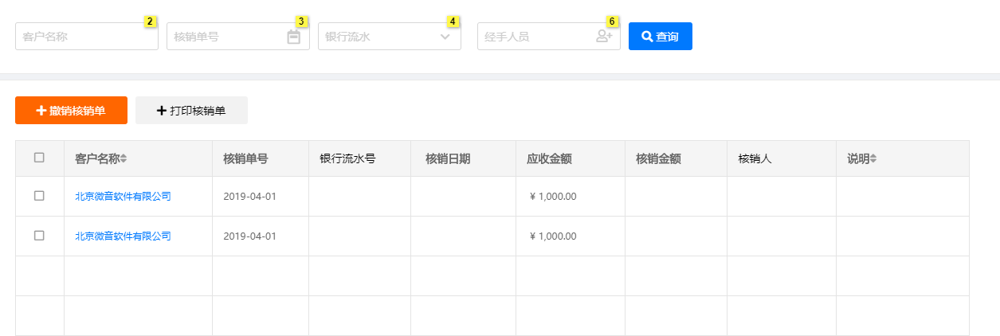 2 3 4 6
客户名称 核销单号 银行流水 经手人员 查询
撤销核销单 打印核销单
客户名称 核销单号 银行流水号 核销日期 应收金额 核销金额 核销人 说明
北京微音软件有限公司 2019-04-01 ¥ 1,000.00
北京微音软件有限公司 2019-04-01 ¥ 1,000.00